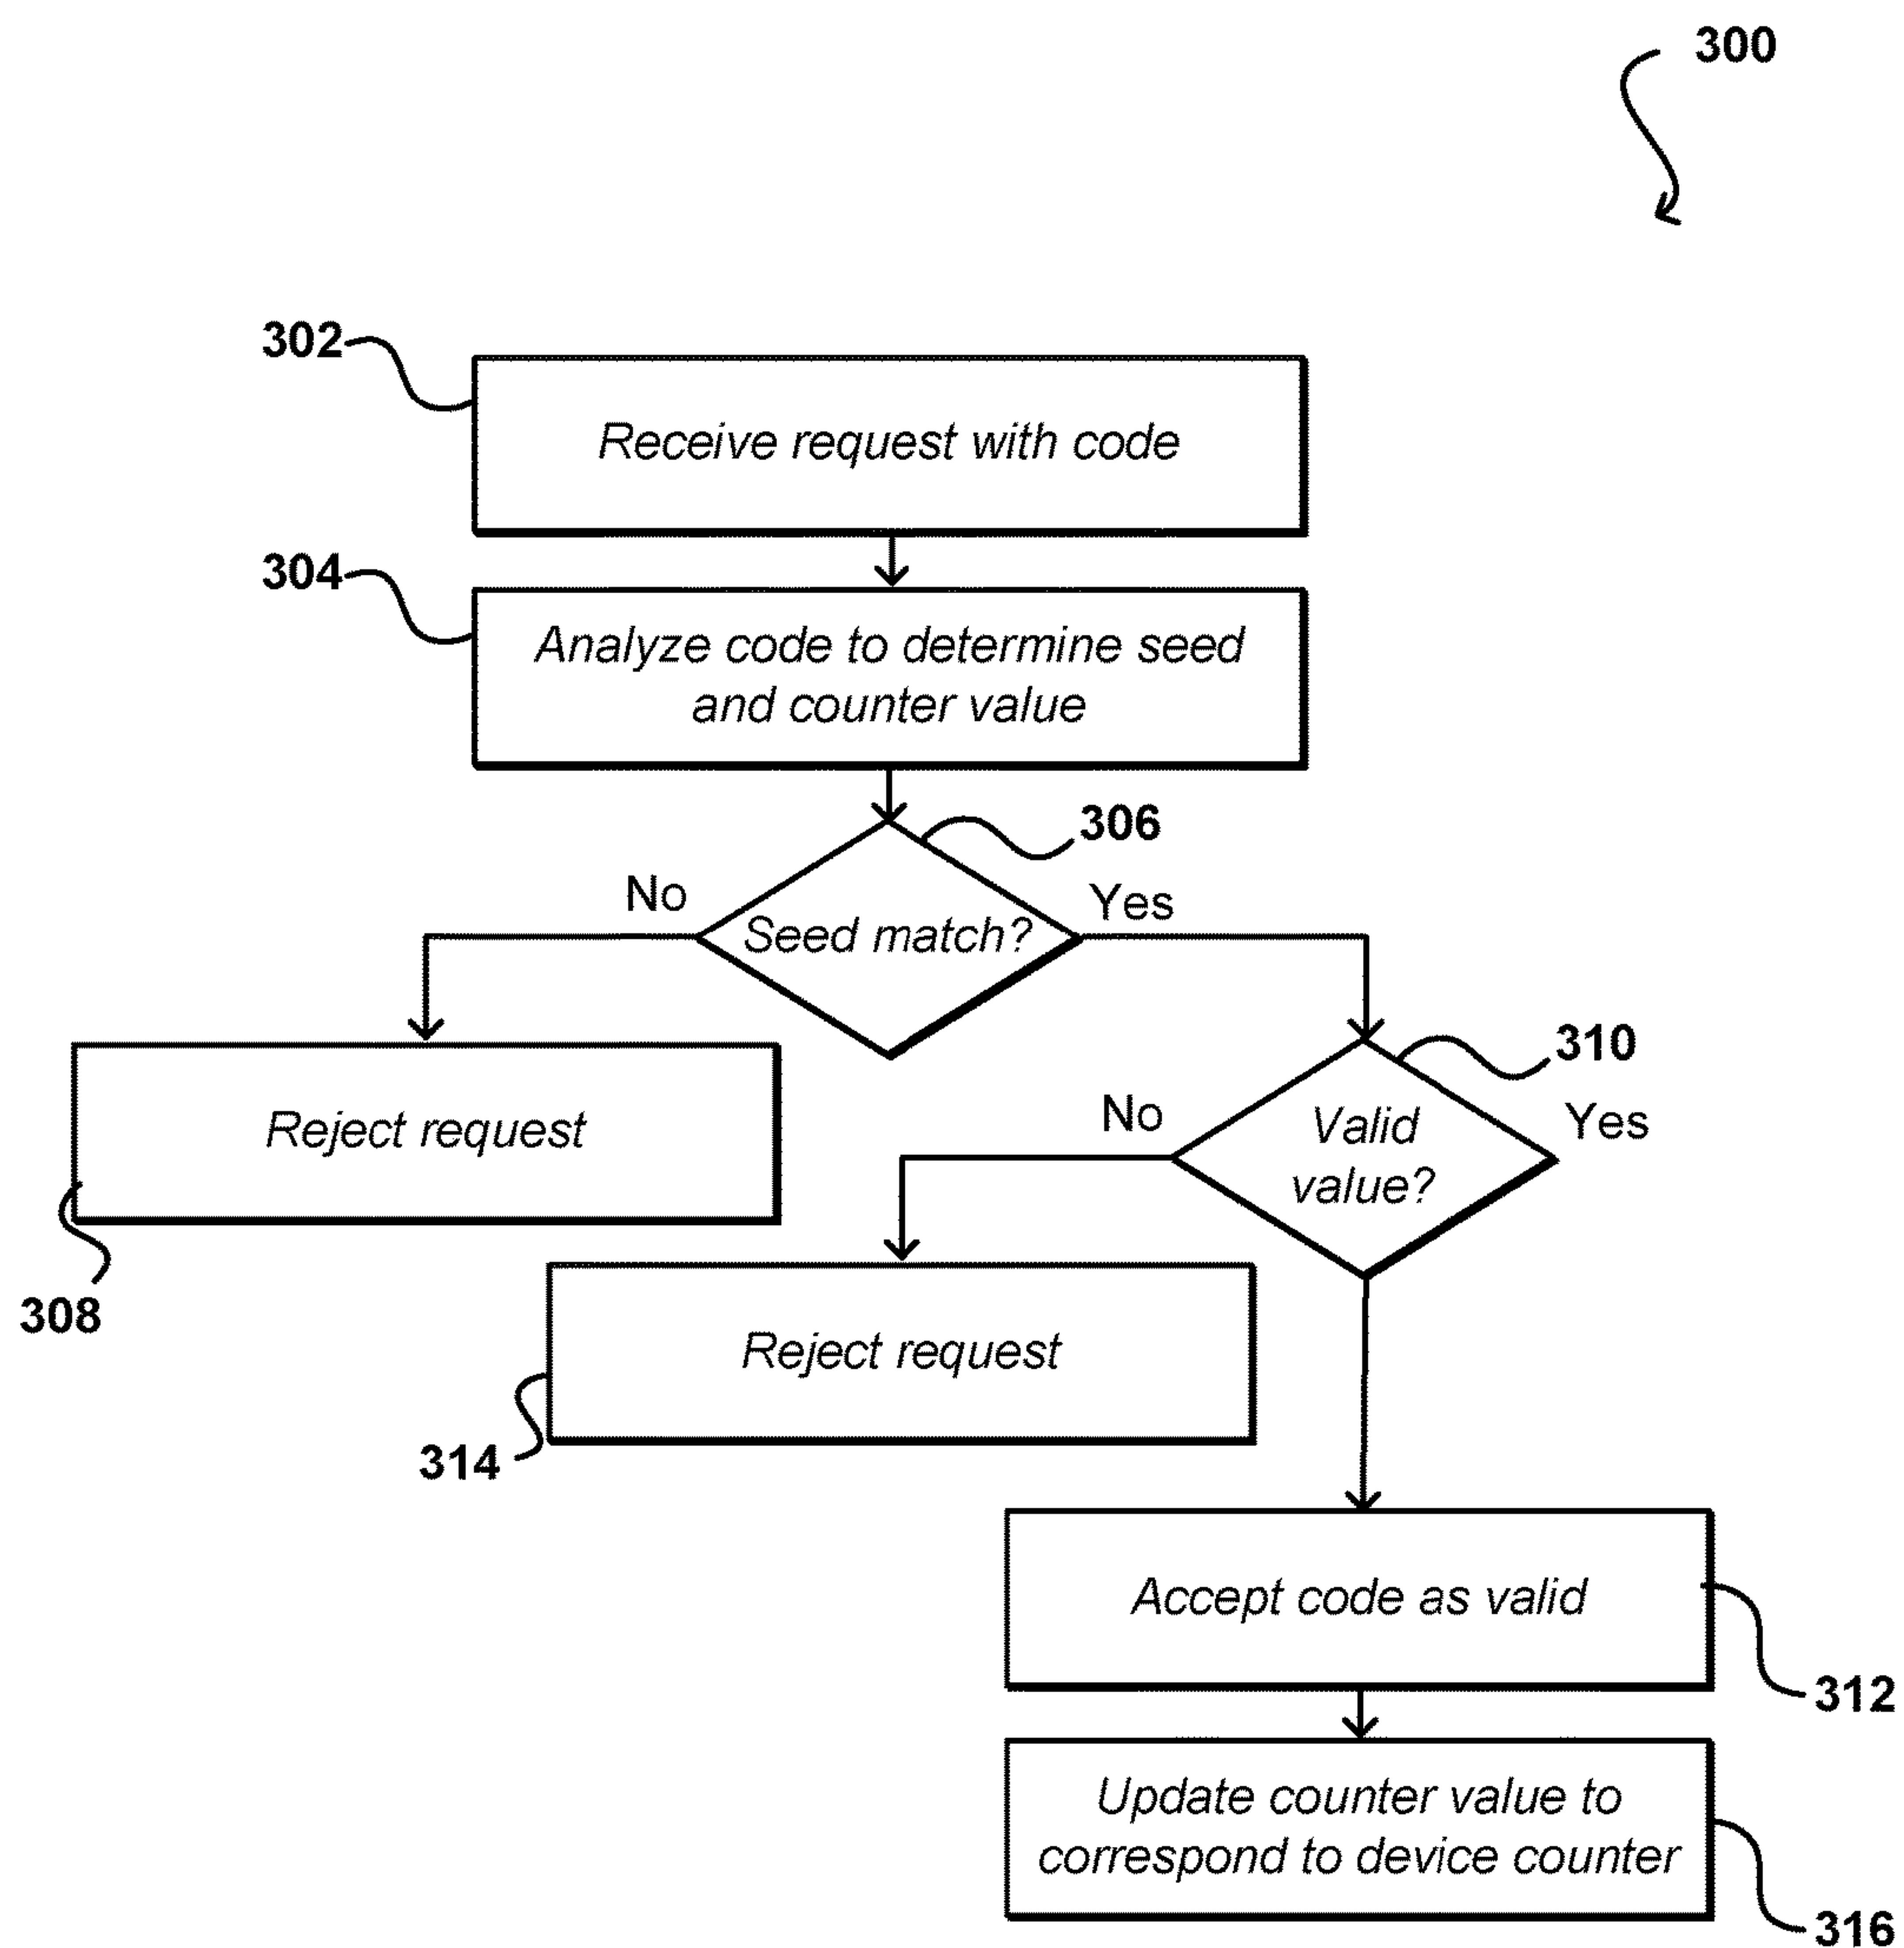 300
302
Receive request with code
304
Analyze code to determine seed
and counter value
306
No
Yes
Seed match?
310
No
Yes
Valid
value?
Reject request
308
Reject request
314
Accept code as valid
312
Update counter value to
correspond to device counter
316